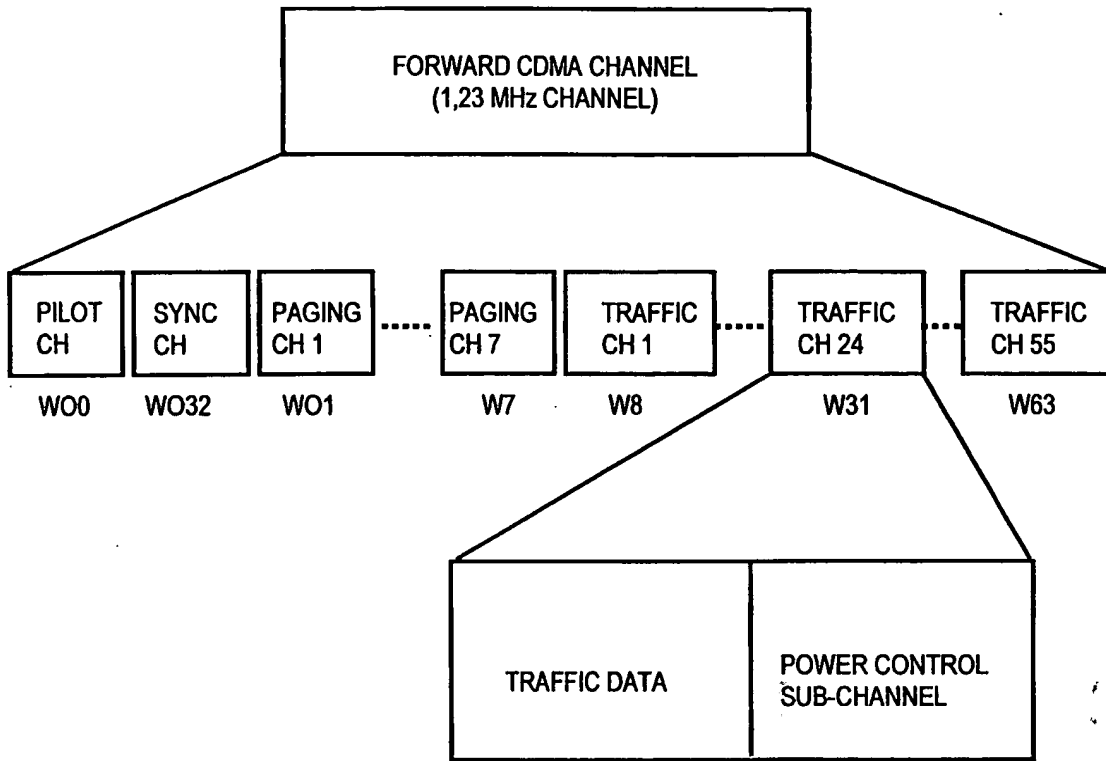 FORWARD CDMA CHANNEL
(1,23 MHz CHANNEL)
PILOT
CH
SYNC
CH
PAGING
CH 1
PAGING
CH 7
TRAFFIC
CH 1
TRAFFIC
CH 24
TRAFFIC
CH 55
WO0
WO32
WO1
W7
W8
W31
W63
TRAFFIC DATA
POWER CONTROL
SUB-CHANNEL